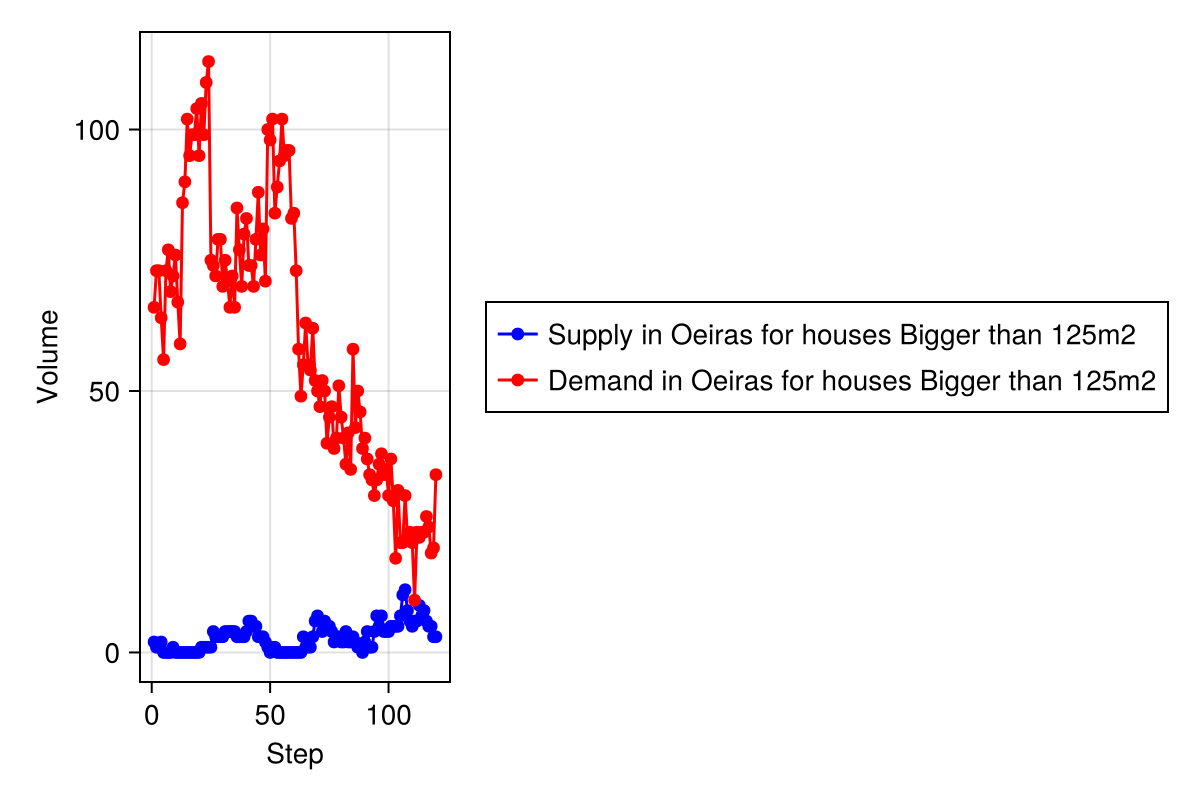 100
50
0
Volume
0 50 100
Step
Supply in Oeiras for houses Bigger than 125m2
Demand in Oeiras for houses Bigger than 125m2